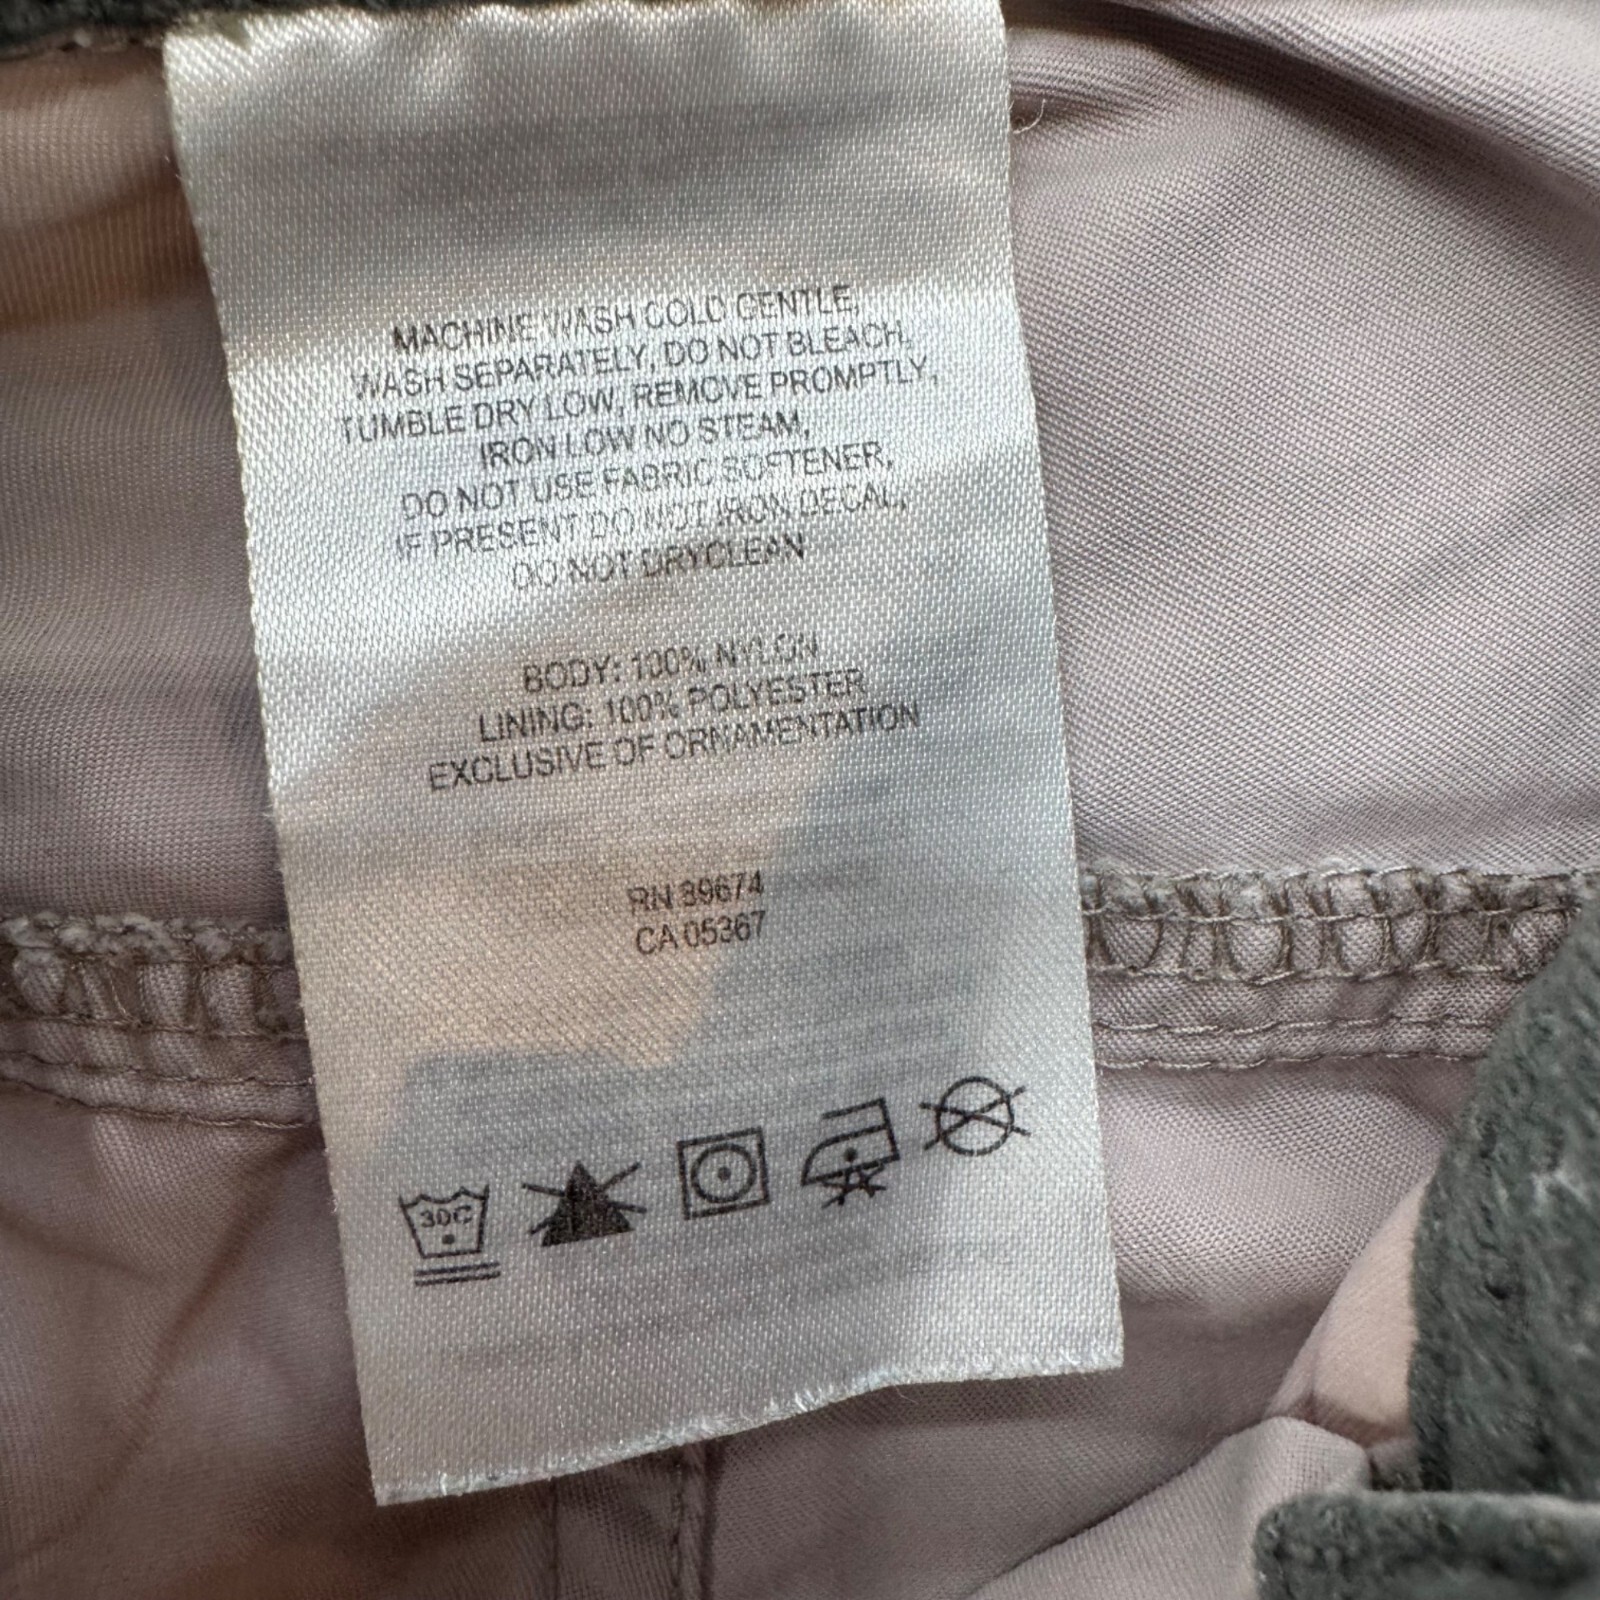 MACHINE WASH COLD GENTLE,
WASH SEPARATELY, DO NOT BLEACH,
TUMBLE DRY LOW, REMOVE PROMPTLY,
IRON LOW NO STEAM,
DO NOT USE FABRIC SOFTENER,
IF PRESENT DO NOT IRON DECAL,
DO NOT DRYCLEAN
BODY: 100% NYLON
LINING: 100% POLYESTER
EXCLUSIVE OF ORNAMENTATION
RN 89674
CA 05367
30C